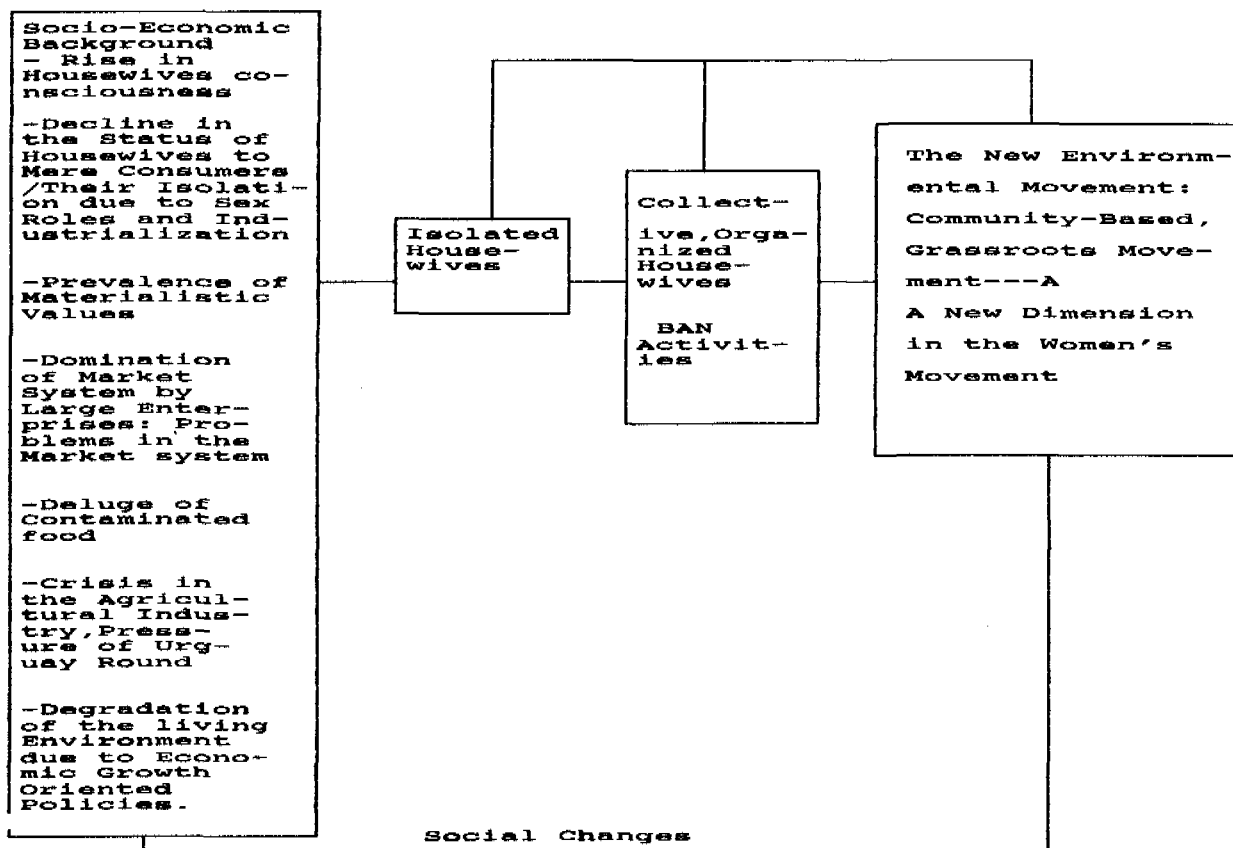 Socio-Economic
Background
- Rise in
Housewives co-
nsciousness
-Decline in
the Status of
Housewives to
Mere Consumers
/Their Isolati-
on due to Sex
Roles and Ind-
ustrialization
-Prevalence of
Materialistic
Values
-Domination
of Market
System by
Large Enter-
prises: Pro-
blems in the
Market system
-Deluge of
Contaminated
food
-Crisis in
the Agricul-
tural Indus-
try,Press-
ure of Urg-
uay Round
-Degradation
of the living
Environment
due to Econo-
mic Growth
Oriented
Policies.
Isolated
House-
wives
Collect-
ive,Orga-
nized
House-
wives
BAN
Activit-
ies
The New Environm-
ental Movement:
Community-Based,
Grassroots Move-
ment---A
A New Dimension
in the Women's
Movement
Social Changes